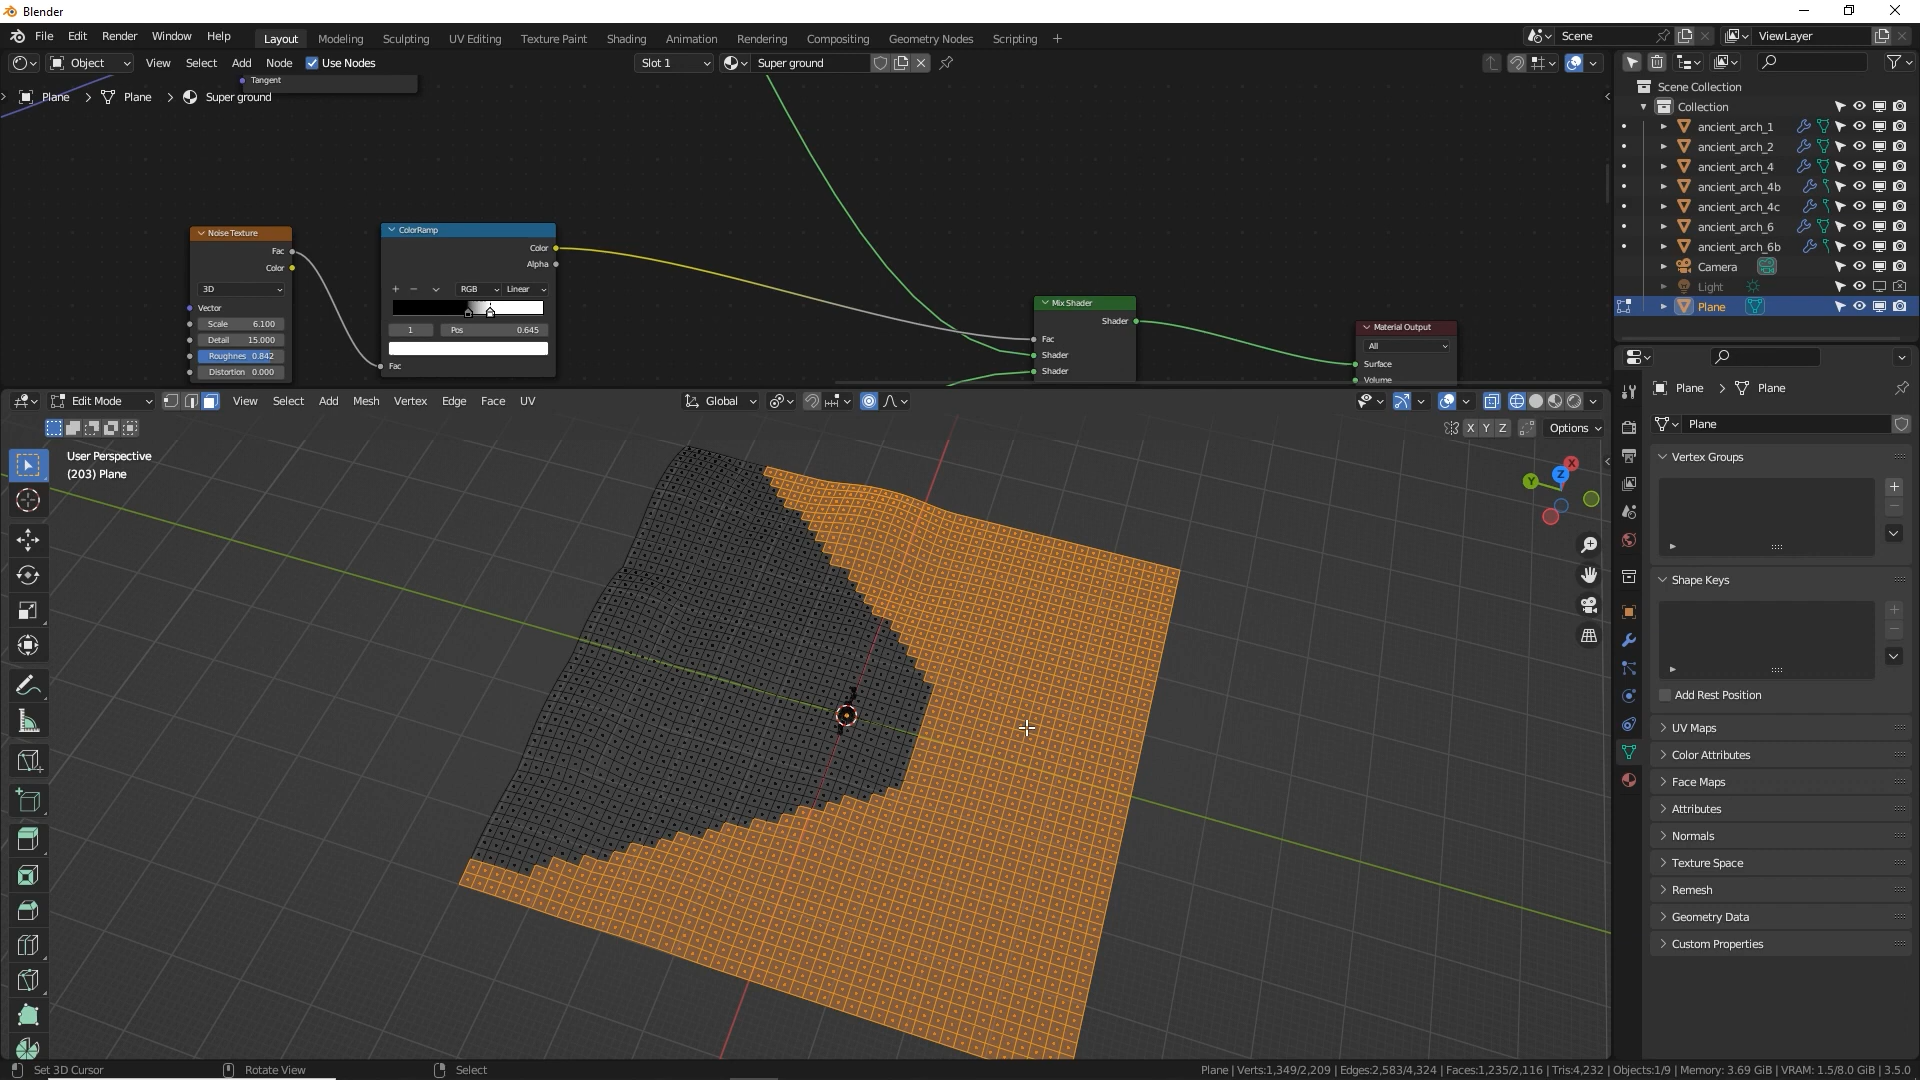 Blender
File Edit Render Window Help
Layout Modeling Sculpting UV Editing Texture Paint Shading Animation Rendering Compositing Geometry Nodes Scripting +
Scene
ViewLayer
Object View Select Add Node Use Nodes
Slot 1
Super ground
Tangent
Plane > Plane > Super ground
Noise Texture
Fac
Color
3D
Vector
Scale 6.100
Detail 15.000
Roughnes 0.842
Distortion 0.000
ColorRamp
Color
Alpha
RGB Linear
1 Pos 0.645
Fac
Mix Shader
Shader
Fac
Shader
Shader
Material Output
All
Surface
Volume
Scene Collection
Collection
ancient_arch_1
ancient_arch_2
ancient_arch_4
ancient_arch_4b
ancient_arch_4c
ancient_arch_6
ancient_arch_6b
Camera
Light
Plane
Edit Mode View Select Add Mesh Vertex Edge Face UV
Global
X Y Z
Options
User Perspective
(203) Plane
X
Y
Z
Plane > Plane
Plane
Vertex Groups
Shape Keys
Add Rest Position
UV Maps
Color Attributes
Face Maps
Attributes
Normals
Texture Space
Remesh
Geometry Data
Custom Properties
Set 3D Cursor
Rotate View
Select
Plane | Verts:1,349/2,209 | Edges:2,583/4,324 | Faces:1,235/2,116 | Tris:4,232 | Objects:1/9 | Memory: 3.69 GiB | VRAM: 1.5/8.0 GiB | 3.5.0